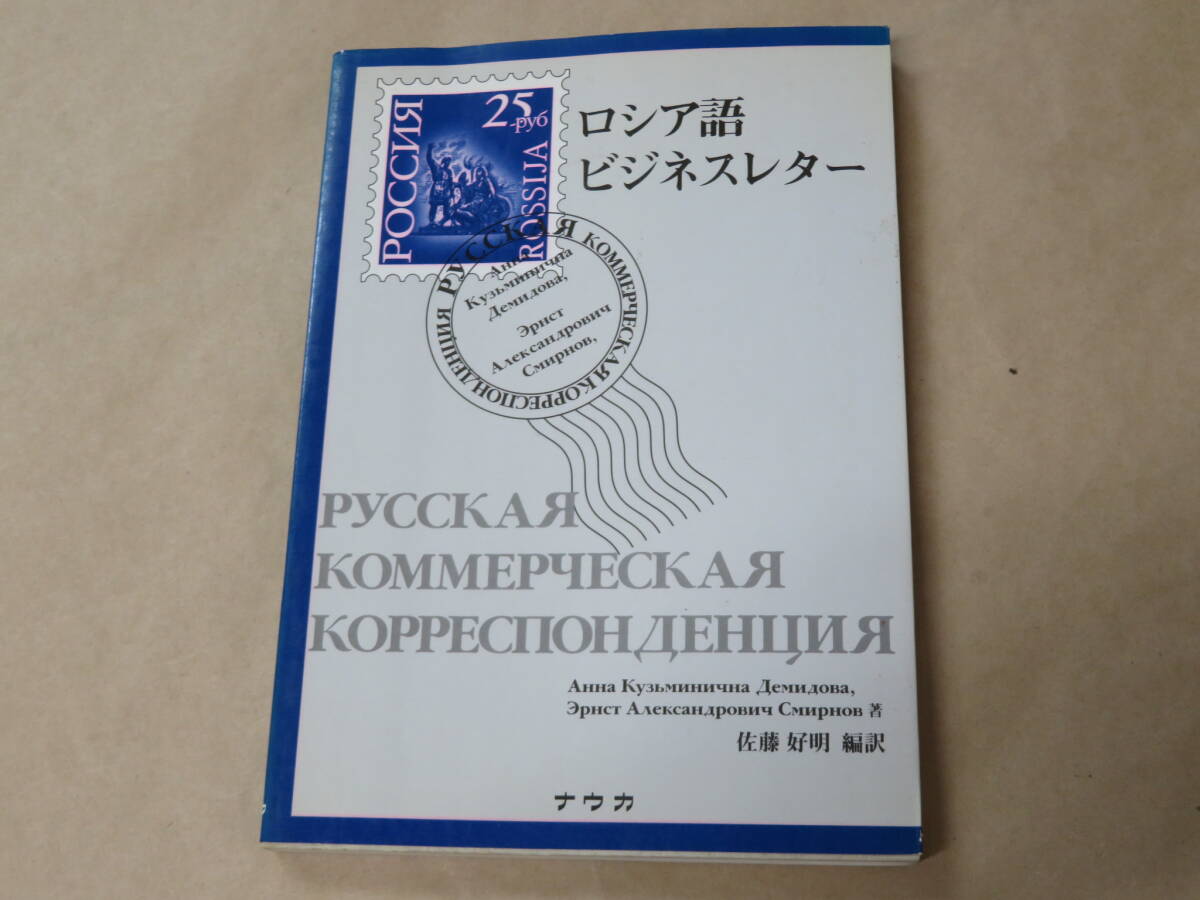 РОССИЯ
25
-руб
ROSSIJA
ロシア語
ビジネスレター
РУССКАЯ КОММЕРЧЕСКАЯ КОРРЕСПОНДЕНЦИЯ
Анна
Кузьминична
Демидова,
Эрнст
Александрович
Смирнов,
РУССКАЯ
КОММЕРЧЕСКАЯ
КОРРЕСПОНДЕНЦИЯ
Анна Кузьминична Демидова,
Эрнст Александрович Смирнов 著
佐藤 好明 編訳
ナウカ